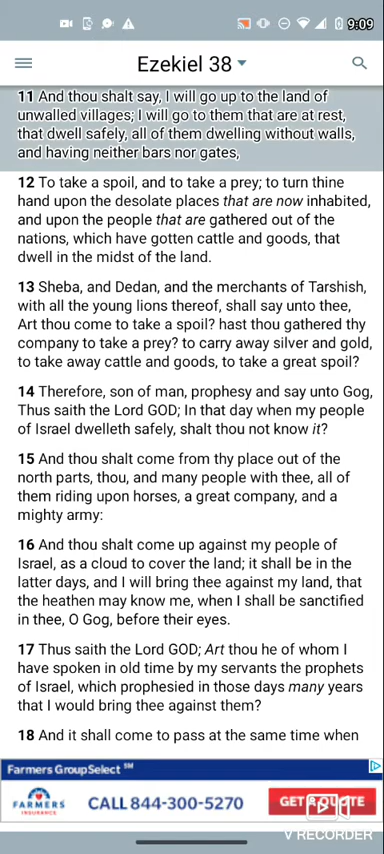 9:09
Ezekiel 38
11 And thou shalt say, I will go up to the land of
unwalled villages; I will go to them that are at rest,
that dwell safely, all of them dwelling without walls,
and having neither bars nor gates,
12 To take a spoil, and to take a prey; to turn thine
hand upon the desolate places that are now inhabited,
and upon the people that are gathered out of the
nations, which have gotten cattle and goods, that
dwell in the midst of the land.
13 Sheba, and Dedan, and the merchants of Tarshish,
with all the young lions thereof, shall say unto thee,
Art thou come to take a spoil? hast thou gathered thy
company to take a prey? to carry away silver and gold,
to take away cattle and goods, to take a great spoil?
14 Therefore, son of man, prophesy and say unto Gog,
Thus saith the Lord GOD; In that day when my people
of Israel dwelleth safely, shalt thou not know it?
15 And thou shalt come from thy place out of the
north parts, thou, and many people with thee, all of
them riding upon horses, a great company, and a
mighty army:
16 And thou shalt come up against my people of
Israel, as a cloud to cover the land; it shall be in the
latter days, and I will bring thee against my land, that
the heathen may know me, when I shall be sanctified
in thee, O Gog, before their eyes.
17 Thus saith the Lord GOD; Art thou he of whom I
have spoken in old time by my servants the prophets
of Israel, which prophesied in those days many years
that I would bring thee against them?
18 And it shall come to pass at the same time when
Farmers GroupSelect SM
FARMERS
INSURANCE
CALL 844-300-5270
GET A QUOTE
V RECORDER